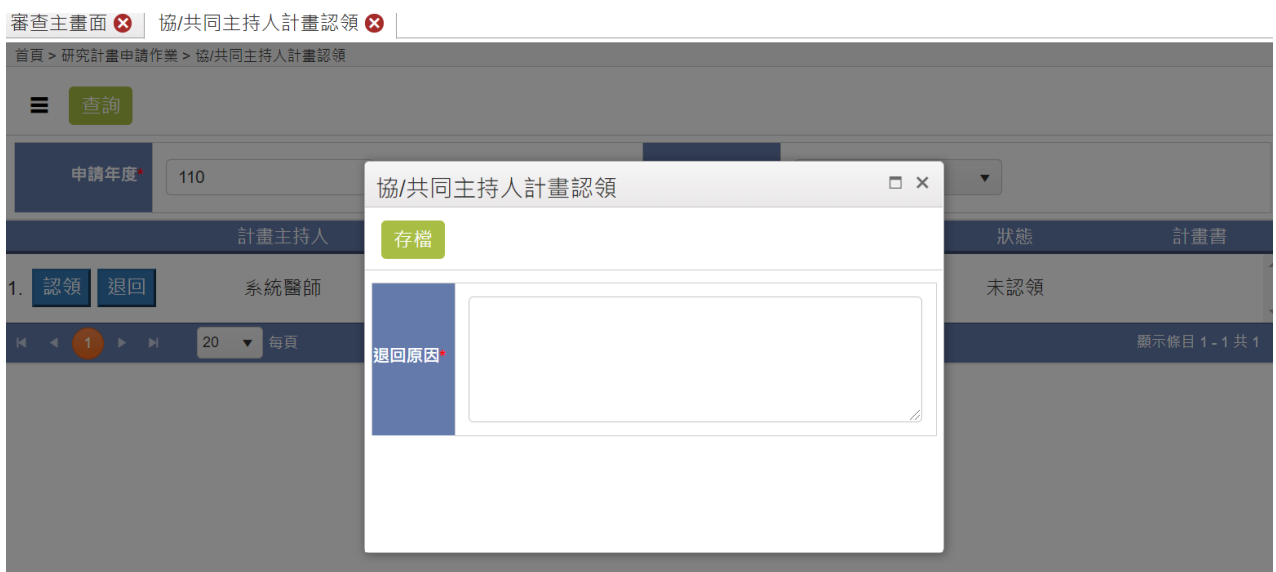 審查主畫面 協/共同主持人計畫認領
首頁 > 研究計畫申請作業 > 協/共同主持人計畫認領
查詢
申請年度* 110
計畫主持人 狀態 計畫書
1. 認領 退回 系統醫師 未認領
1 20 每頁 顯示條目 1 - 1 共 1
協/共同主持人計畫認領
存檔
退回原因*